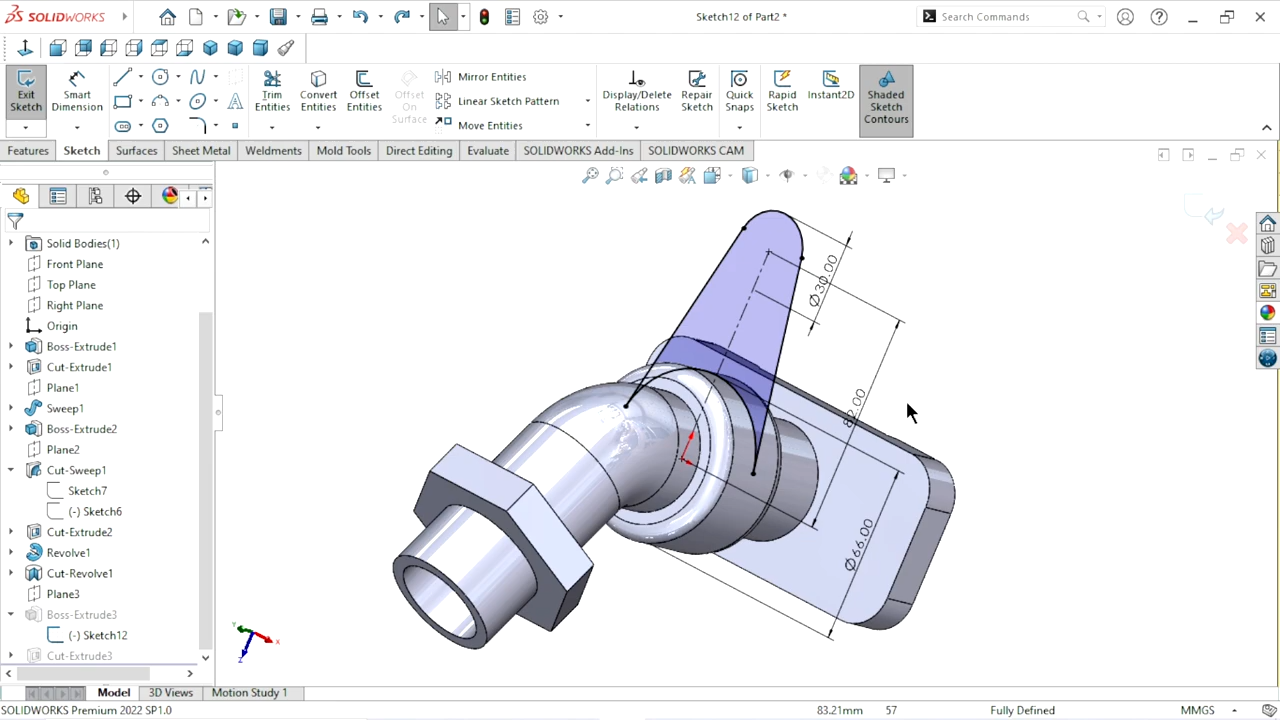 SOLIDWORKS
Sketch12 of Part2 *
Search Commands
Exit Sketch
Smart Dimension
Trim Entities
Convert Entities
Offset Entities
Offset On Surface
Mirror Entities
Linear Sketch Pattern
Move Entities
Display/Delete Relations
Repair Sketch
Quick Snaps
Rapid Sketch
Instant2D
Shaded Sketch Contours
Features
Sketch
Surfaces
Sheet Metal
Weldments
Mold Tools
Direct Editing
Evaluate
SOLIDWORKS Add-Ins
SOLIDWORKS CAM
Solid Bodies(1)
Front Plane
Top Plane
Right Plane
Origin
Boss-Extrude1
Cut-Extrude1
Plane1
Sweep1
Boss-Extrude2
Plane2
Cut-Sweep1
Sketch7
(-) Sketch6
Cut-Extrude2
Revolve1
Cut-Revolve1
Plane3
Boss-Extrude3
(-) Sketch12
Cut-Extrude3
Ø30.00
82.00
Ø66.00
Y
X
Z
Model
3D Views
Motion Study 1
SOLIDWORKS Premium 2022 SP1.0
83.21mm
57
Fully Defined
MMGS